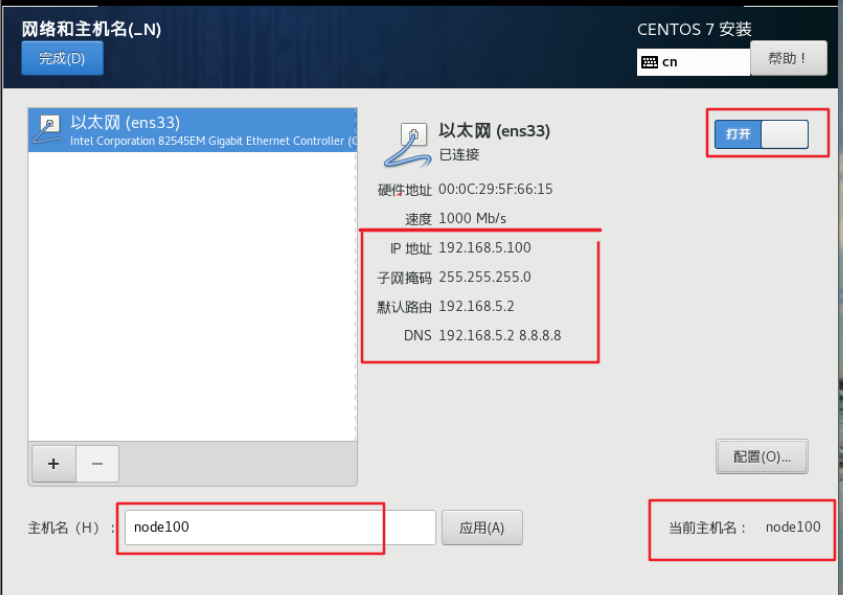 网络和主机名(_N)
CENTOS 7 安装
完成(D)
cn
帮助！
以太网 (ens33)
Intel Corporation 82545EM Gigabit Ethernet Controller (C
以太网 (ens33)
已连接
打开
硬件地址 00:0C:29:5F:66:15
速度 1000 Mb/s
IP 地址 192.168.5.100
子网掩码 255.255.255.0
默认路由 192.168.5.2
DNS 192.168.5.2 8.8.8.8
+ −
配置(O)...
主机名（H）： node100 应用(A) 当前主机名： node100